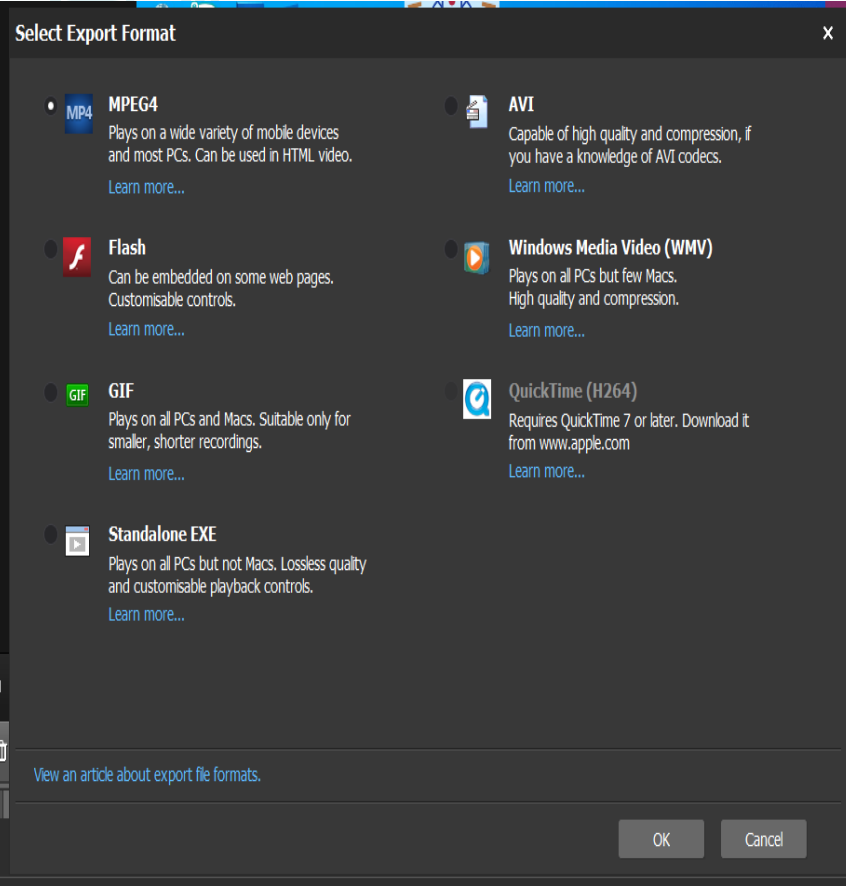 Select Export Format
x
MP4
MPEG4
Plays on a wide variety of mobile devices
and most PCs. Can be used in HTML video.
Learn more...
AVI
Capable of high quality and compression, if
you have a knowledge of AVI codecs.
Learn more...
Flash
Can be embedded on some web pages.
Customisable controls.
Learn more...
Windows Media Video (WMV)
Plays on all PCs but few Macs.
High quality and compression.
Learn more...
GIF
GIF
Plays on all PCs and Macs. Suitable only for
smaller, shorter recordings.
Learn more...
QuickTime (H264)
Requires QuickTime 7 or later. Download it
from www.apple.com
Learn more...
Standalone EXE
Plays on all PCs but not Macs. Lossless quality
and customisable playback controls.
Learn more...
View an article about export file formats.
OK
Cancel